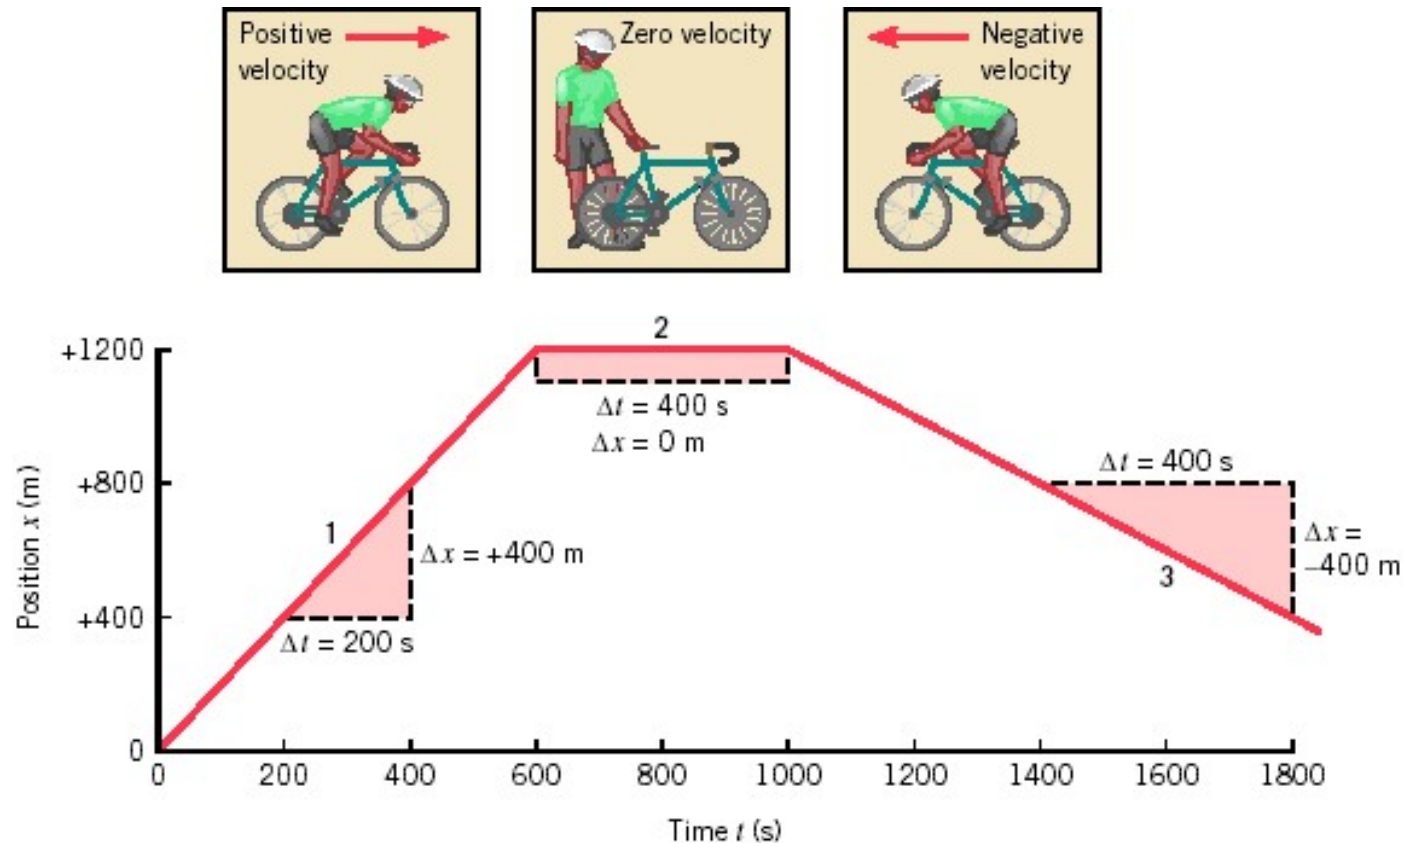 Positive
velocity
Zero velocity
Negative
velocity
2
+1200
Δt = 400 s
Δx = 0 m
Δt = 400 s
+800
1
Δx = +400 m
Δx =
–400 m
3
+400
Δt = 200 s
Position x (m)
0
0 200 400 600 800 1000 1200 1400 1600 1800
Time t (s)